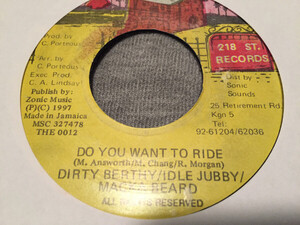 Prod by
C. Porteous
Arr. by
C. Porteous
Exec Prod.
C. A. Lindsay
Publish by:
Zonic Music
(P)(C) 1997
Made in Jamaica
MSC 327478
THE 0012
218 ST.
RECORDS
Dist by
Sonic
Sounds
25 Retirement Rd
Kgn 5
Tel:
92-61204/62036
DO YOU WANT TO RIDE
(M. Answorth/M. Chang/R. Morgan)
DIRTY BERTHY/IDLE JUBBY/
MACKA BEARD
ALL RIGHTS RESERVED